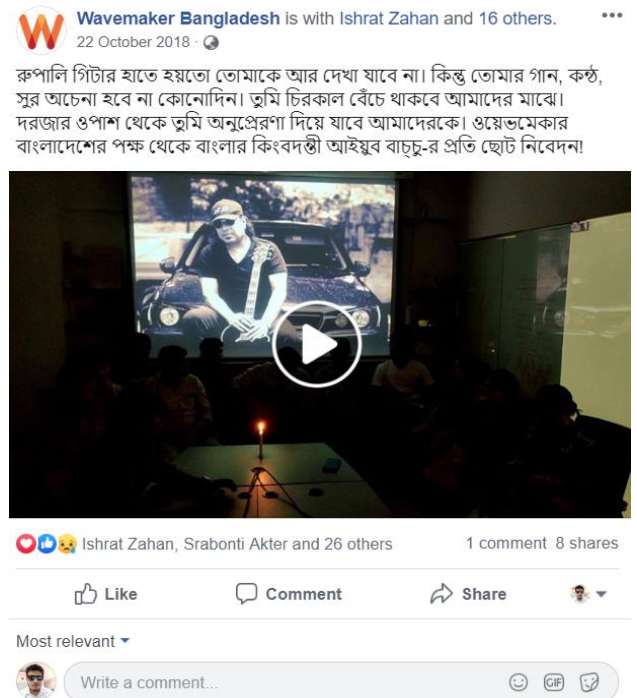 Wavemaker Bangladesh is with Ishrat Zahan and 16 others.
22 October 2018 ·
রুপালি গিটার হাতে হয়তো তোমাকে আর দেখা যাবে না। কিন্তু তোমার গান, কন্ঠ,
সুর অচেনা হবে না কোনোদিন। তুমি চিরকাল বেঁচে থাকবে আমাদের মাঝে।
দরজার ওপাশ থেকে তুমি অনুপ্রেরণা দিয়ে যাবে আমাদেরকে। ওয়েভমেকার
বাংলাদেশের পক্ষ থেকে বাংলার কিংবদন্তী আইয়ুব বাচ্চু-র প্রতি ছোট নিবেদন!
Ishrat Zahan, Srabonti Akter and 26 others 1 comment 8 shares
Like Comment Share
Most relevant
Write a comment... GIF